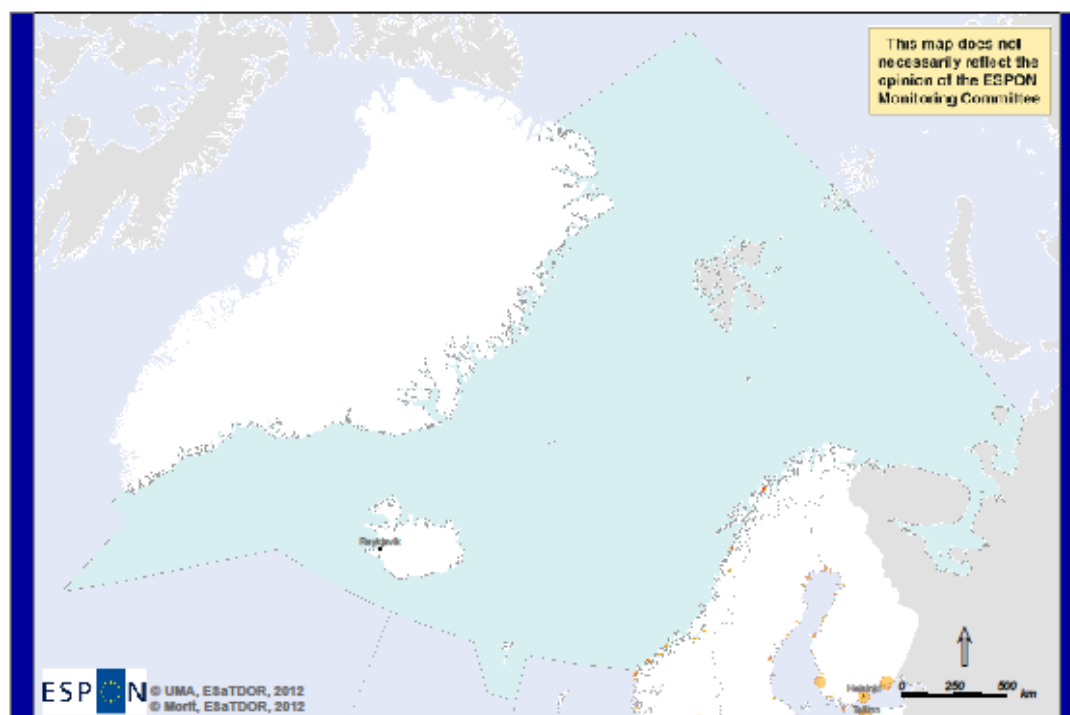 This map does not
necessarily reflect the
opinion of the ESPON
Monitoring Committee
Reykjavik
Helsinki
Tallinn
0 250 500
km
ESPON
© UMA, ESaTDOR, 2012
© Morit, ESaTDOR, 2012